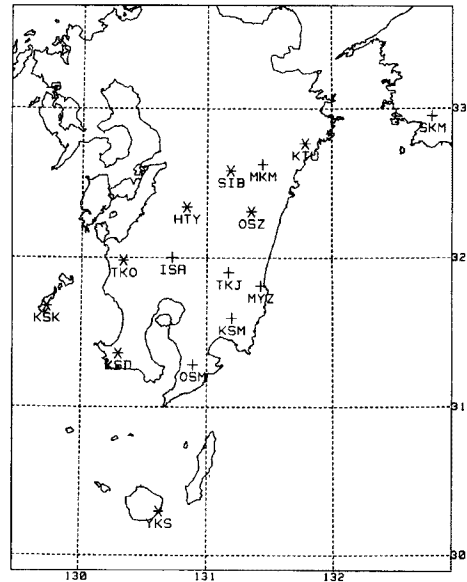 33
SKM
KTU
MKM
SIB
HTY
OSZ
32
TKO
ISA
TKJ
MYZ
KSK
KSM
KSD
OSM
31
YKS
30
130
131
132